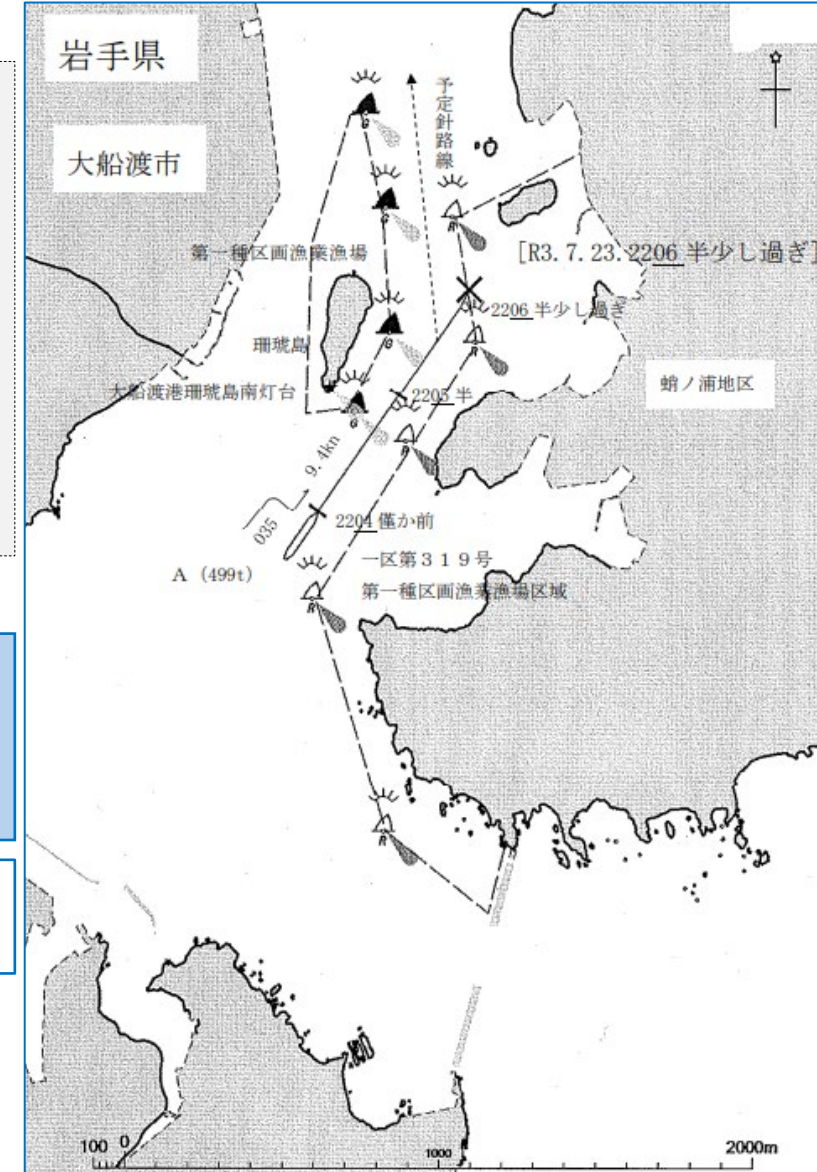 岩手県
大船渡市
予定針路線
G
G
R
第一種区画漁業漁場
[R3.7.23.2206 半少し過ぎ]
2206 半少し過ぎ
珊琥島
G
R
蛸ノ浦地区
大船渡港珊琥島南灯台
2205 半
G
R
9.4kn
035
2204 僅か前
A (499t)
一区第319号
第一種区画漁業漁場区域
R
R
100 0 1000 2000m